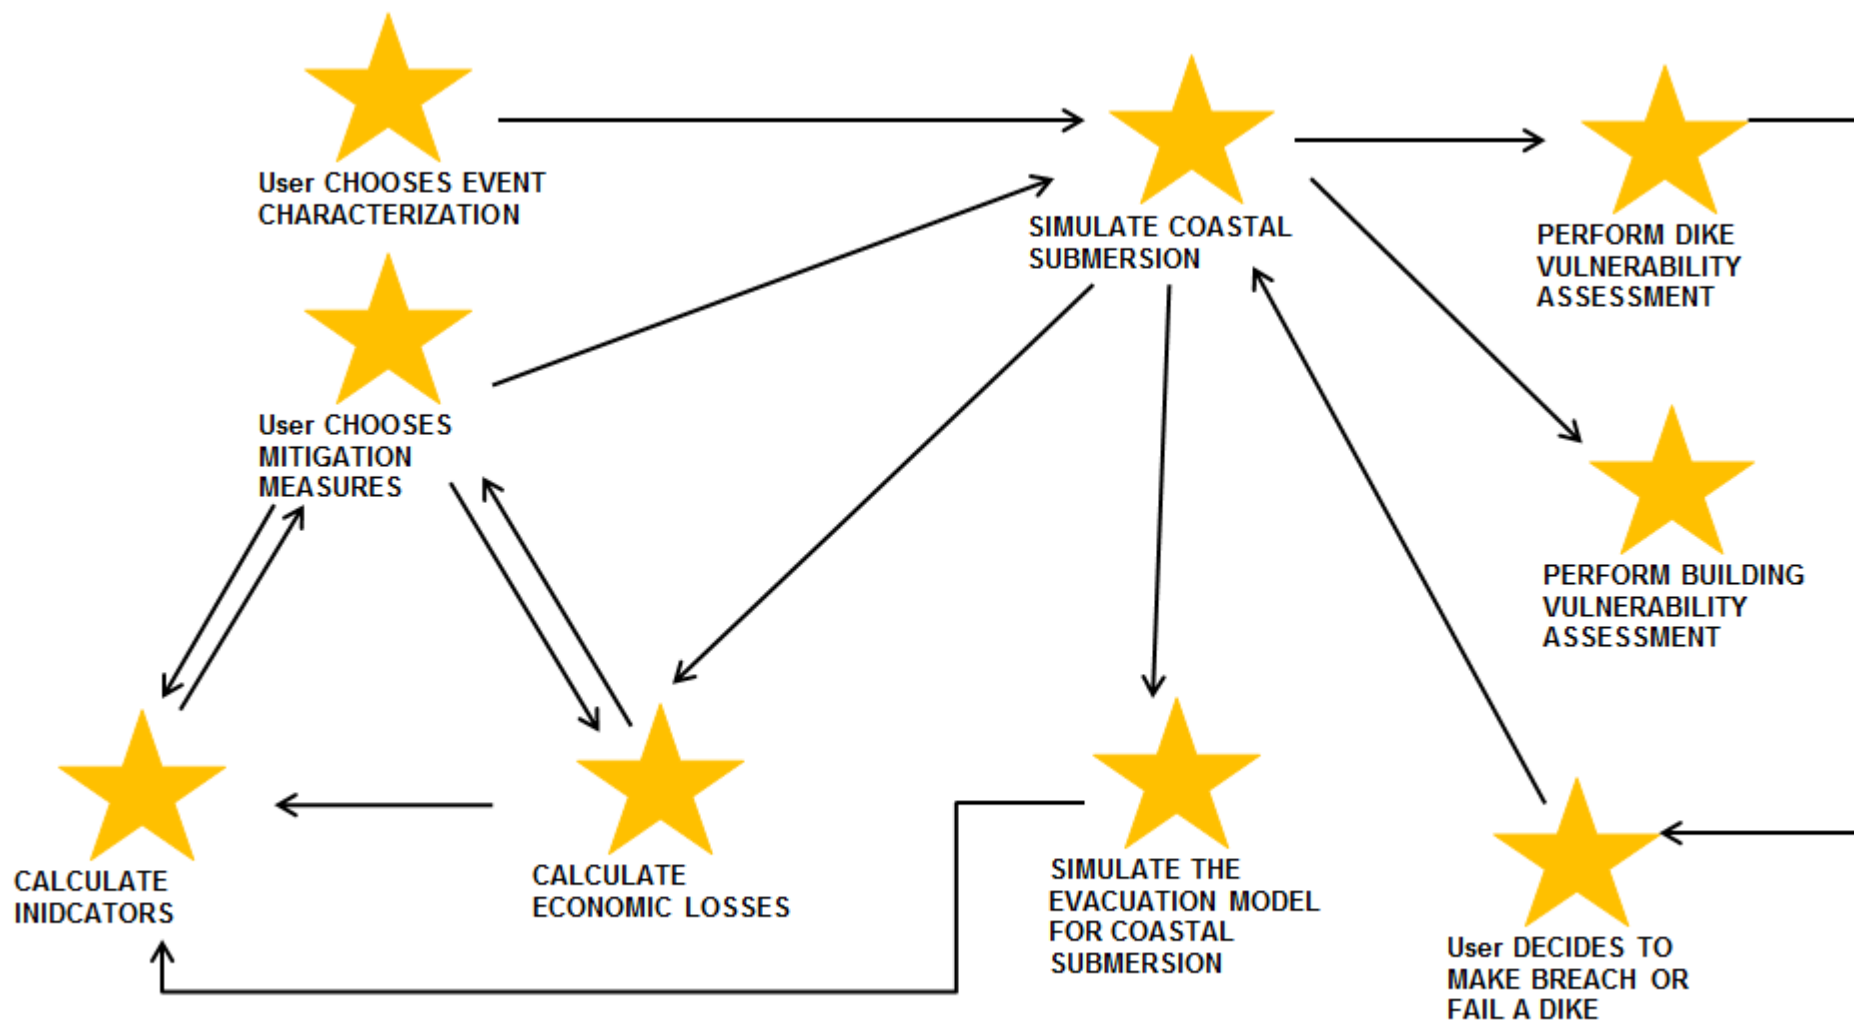 User CHOOSES EVENT
CHARACTERIZATION
SIMULATE COASTAL
SUBMERSION
PERFORM DIKE
VULNERABILITY
ASSESSMENT
User CHOOSES
MITIGATION
MEASURES
PERFORM BUILDING
VULNERABILITY
ASSESSMENT
CALCULATE
INIDCATORS
CALCULATE
ECONOMIC LOSSES
SIMULATE THE
EVACUATION MODEL
FOR COASTAL
SUBMERSION
User DECIDES TO
MAKE BREACH OR
FAIL A DIKE